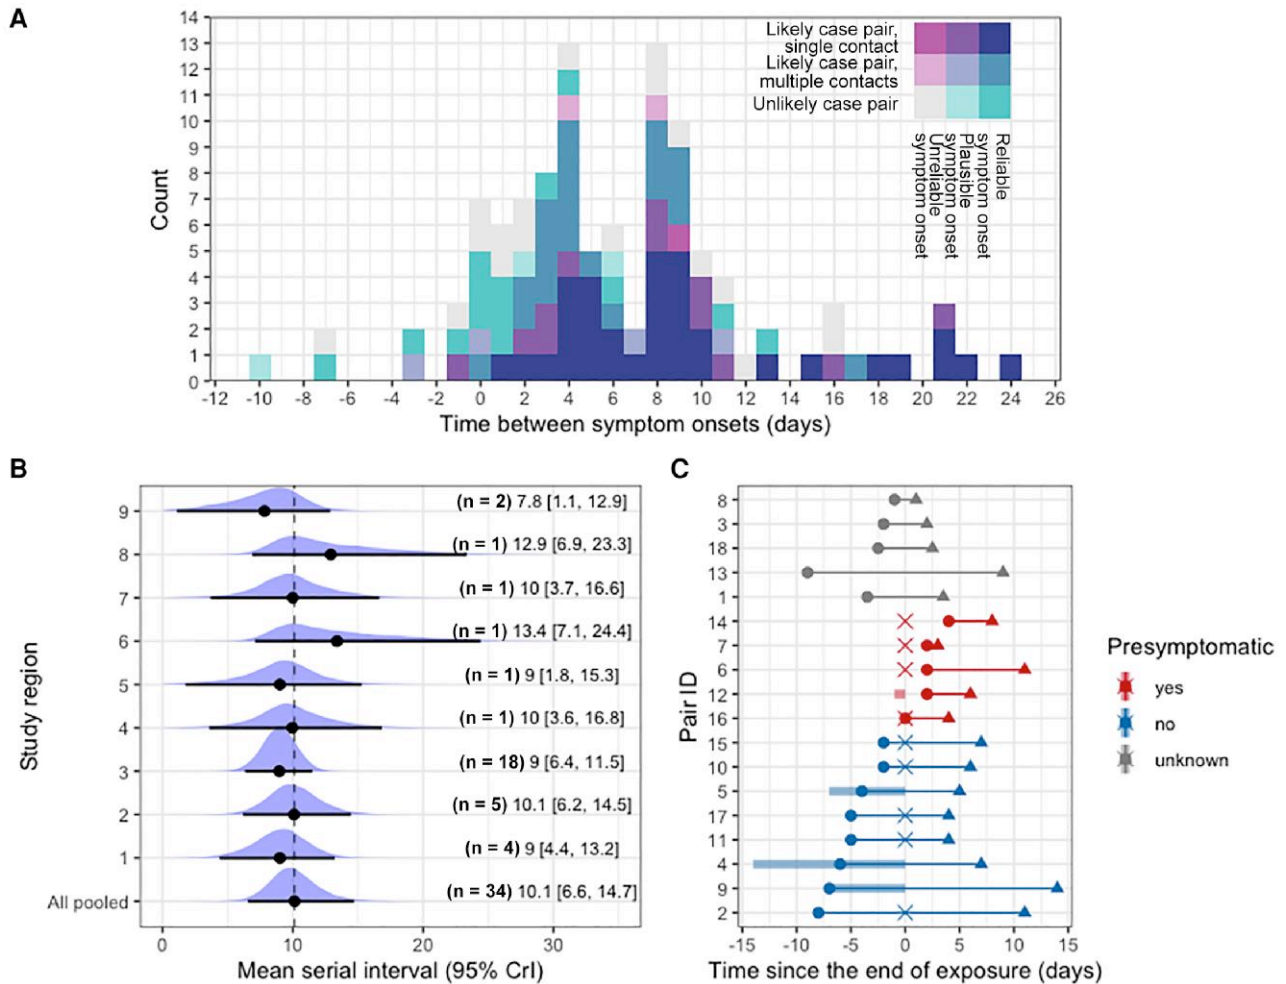 A
14
13
12
11
10
9
8
7
6
5
4
3
2
1
0
Count
-12 -10 -8 -6 -4 -2 0 2 4 6 8 10 12 14 16 18 20 22 24 26
Time between symptom onsets (days)
Likely case pair,
single contact
Likely case pair,
multiple contacts
Unlikely case pair
Reliable
symptom onset
Plausible
symptom onset
Unreliable
symptom onset
B
Study region
9 (n = 2) 7.8 [1.1, 12.9]
8 (n = 1) 12.9 [6.9, 23.3]
7 (n = 1) 10 [3.7, 16.6]
6 (n = 1) 13.4 [7.1, 24.4]
5 (n = 1) 9 [1.8, 15.3]
4 (n = 1) 10 [3.6, 16.8]
3 (n = 18) 9 [6.4, 11.5]
2 (n = 5) 10.1 [6.2, 14.5]
1 (n = 4) 9 [4.4, 13.2]
All pooled (n = 34) 10.1 [6.6, 14.7]
0 10 20 30
Mean serial interval (95% CrI)
C
Pair ID
8
3
18
13
1
14
7
6
12
16
15
10
5
17
11
4
9
2
-15 -10 -5 0 5 10 15
Time since the end of exposure (days)
Presymptomatic
yes
no
unknown